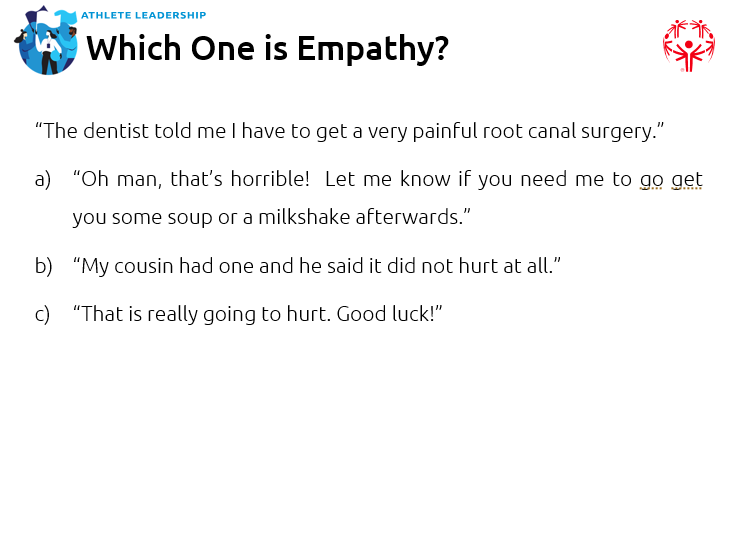 ATHLETE LEADERSHIP
Which One is Empathy?
“The dentist told me I have to get a very painful root canal surgery.”
a) “Oh man, that’s horrible!  Let me know if you need me to go get
you some soup or a milkshake afterwards.”
b) “My cousin had one and he said it did not hurt at all.”
c) “That is really going to hurt. Good luck!”